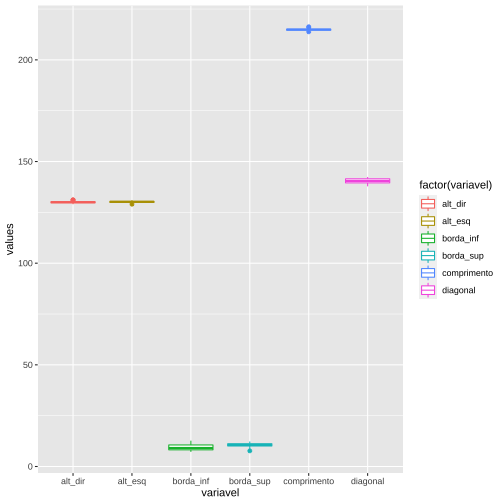 200
150
100
50
0
values
alt_dir alt_esq borda_inf borda_sup comprimento diagonal
variavel
factor(variavel)
alt_dir
alt_esq
borda_inf
borda_sup
comprimento
diagonal